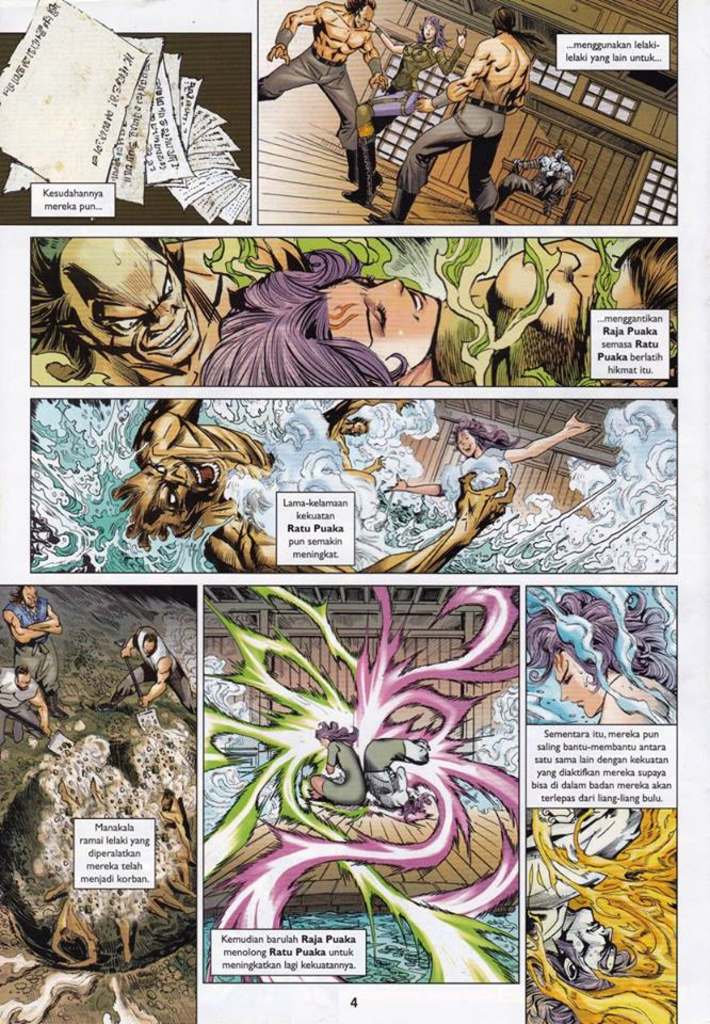 Kesudahannya
mereka pun...
...menggunakan lelaki-
lelaki yang lain untuk...
...menggantikan
Raja Puaka
semasa Ratu
Puaka berlatih
hikmat itu.
Lama-kelamaan
kekuatan
Ratu Puaka
pun semakin
meningkat.
Manakala
ramai lelaki yang
diperalatkan
mereka telah
menjadi korban.
Kemudian barulah Raja Puaka
menolong Ratu Puaka untuk
meningkatkan lagi kekuatannya.
Sementara itu, mereka pun
saling bantu-membantu antara
satu sama lain dengan kekuatan
yang diaktifkan mereka supaya
bisa di dalam badan mereka akan
terlepas dari liang-liang bulu.
4